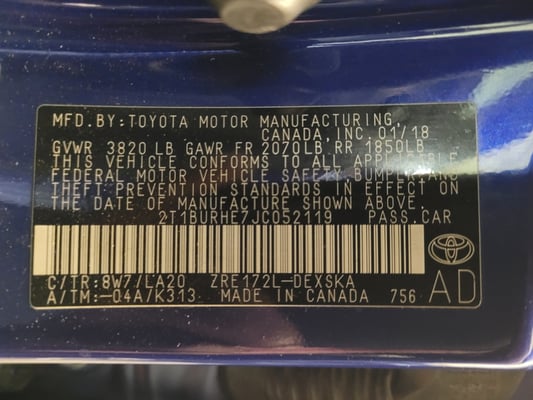 MFD. BY: TOYOTA MOTOR MANUFACTURING
CANADA, INC. 01/18
GVWR 3820 LB GAWR FR 2070LB, RR 1850LB
THIS VEHICLE CONFORMS TO ALL APPLICABLE
FEDERAL MOTOR VEHICLE SAFETY, BUMPER, AND
THEFT PREVENTION STANDARDS IN EFFECT ON
THE DATE OF MANUFACTURE SHOWN ABOVE.
2T1BURHE7JC052119 PASS. CAR
C/TR: 8W7/LA20 ZRE172L-DEXSKA
A/TM:-04A/K313 MADE IN CANADA 756 AD